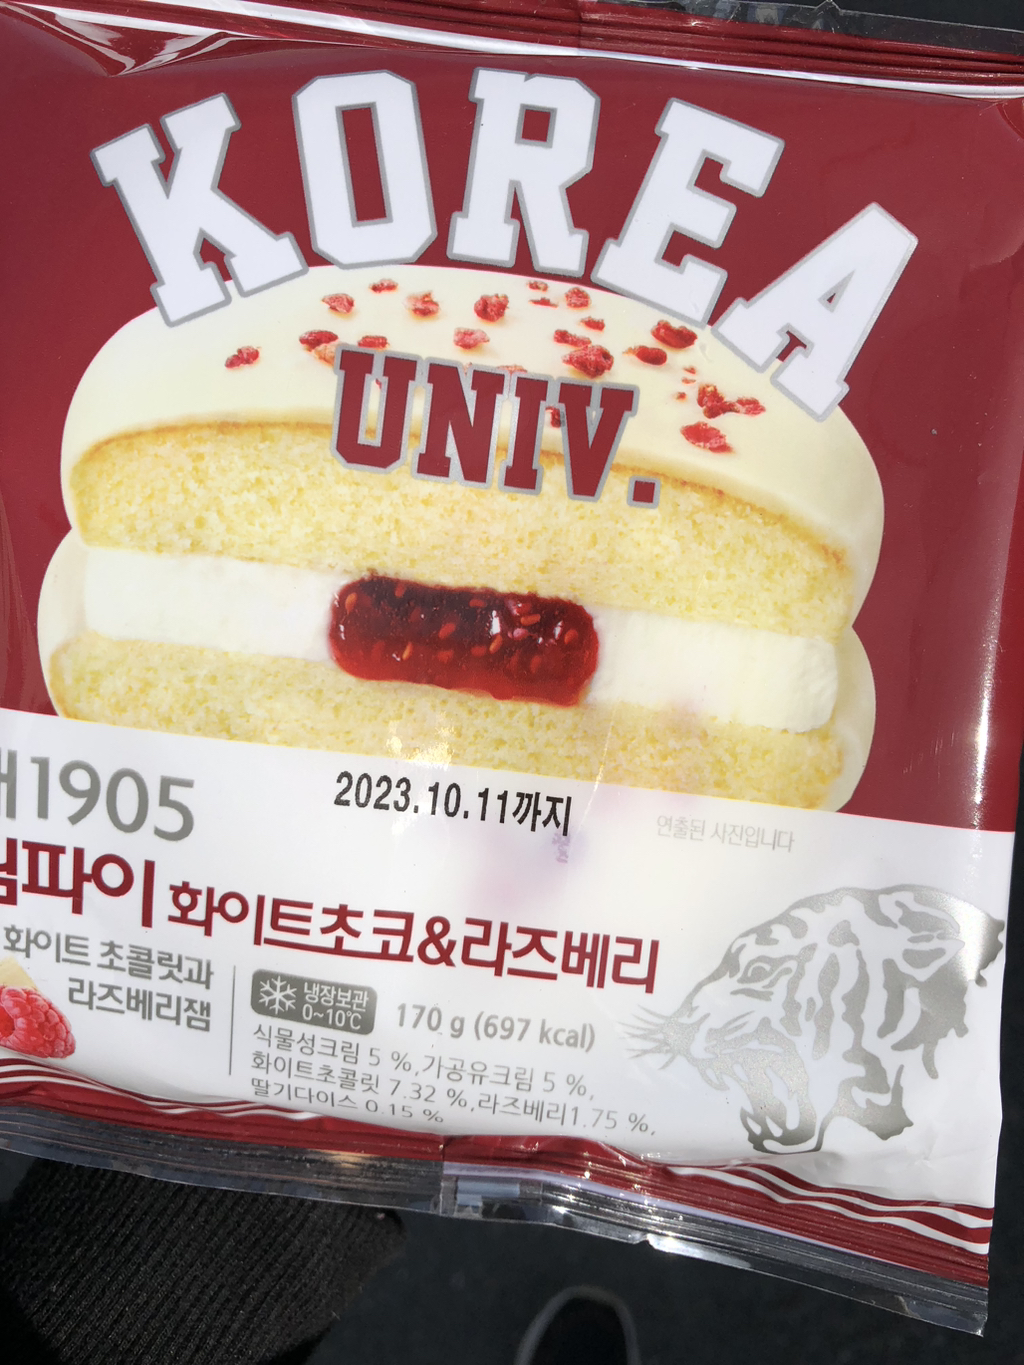 KOREA
UNIV.
1905
2023.10.11까지
연출된 사진입니다
파이 화이트초코&라즈베리
화이트 초콜릿과
라즈베리잼
냉장보관
0~10℃
170 g (697 kcal)
식물성크림 5 %,가공유크림 5 %,
화이트초콜릿 7.32 %,라즈베리1.75 %,
딸기다이스 0.15 %